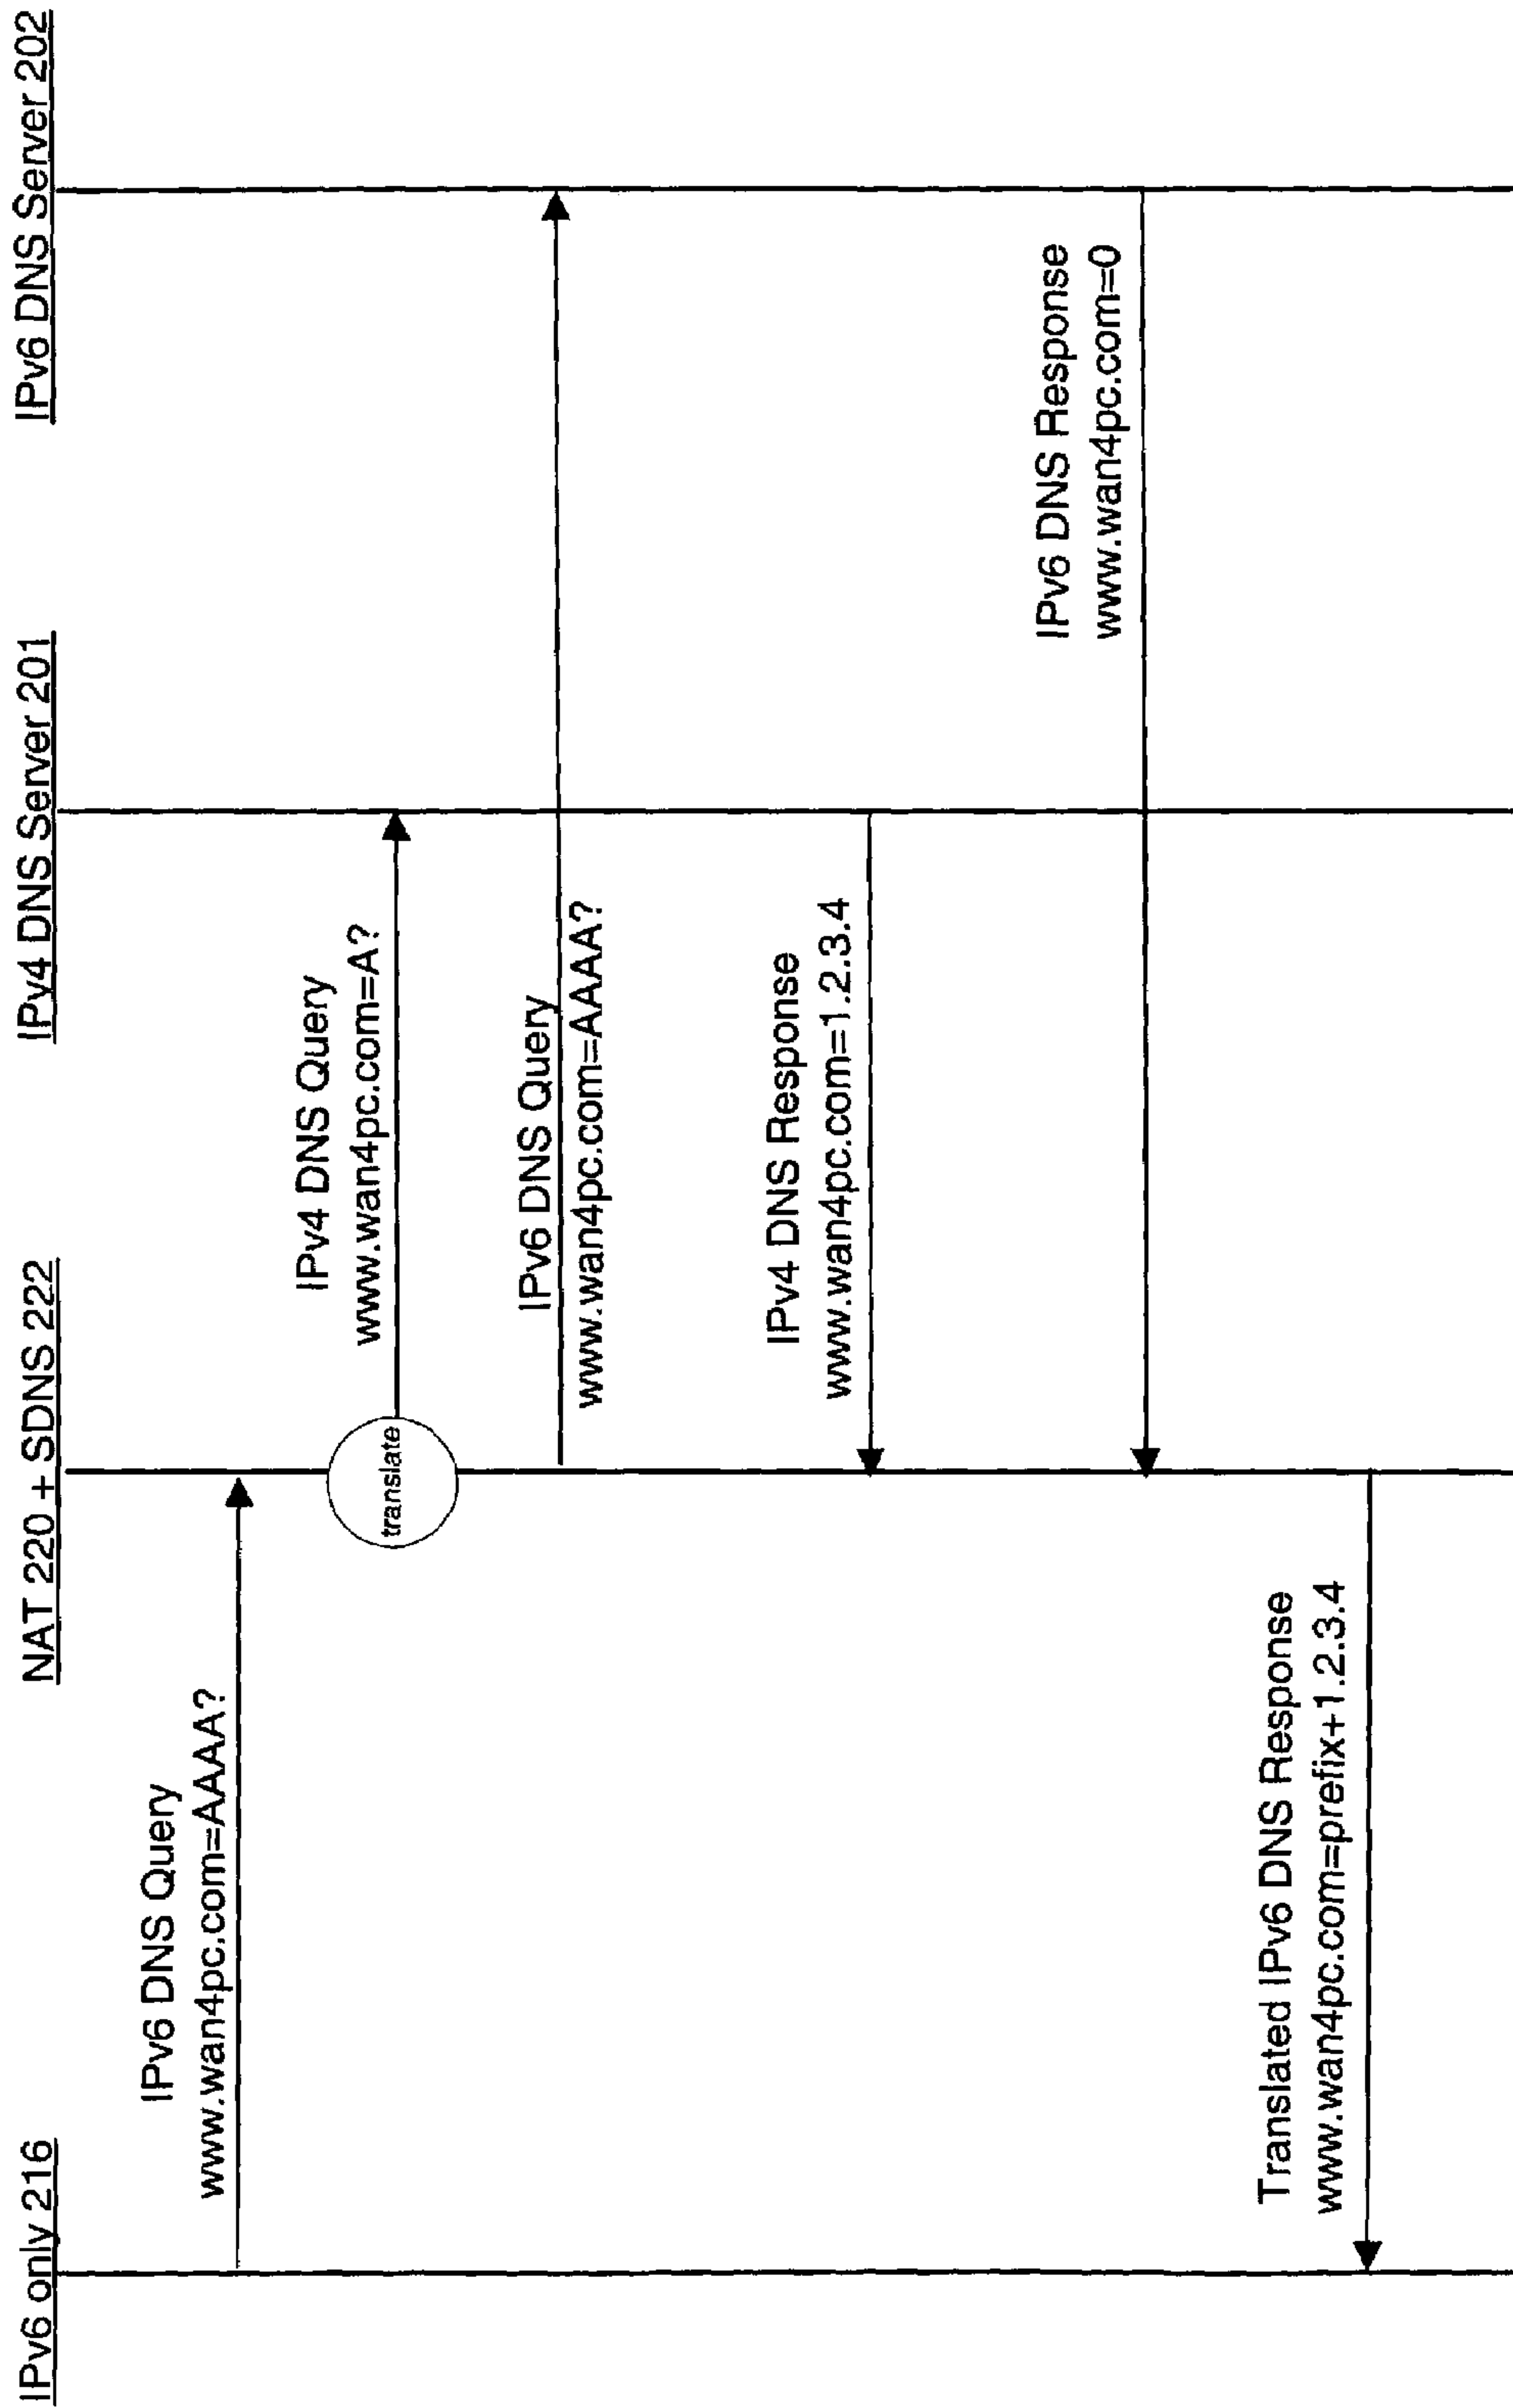 IPv6 only 216
NAT 220 + SDNS 222
IPv4 DNS Server 201
IPv6 DNS Server 202
IPv6 DNS Query
www.wan4pc.com=AAAA?
translate
IPv4 DNS Query
www.wan4pc.com=A?
IPv6 DNS Query
www.wan4pc.com=AAAA?
IPv4 DNS Response
www.wan4pc.com=1.2.3.4
IPv6 DNS Response
www.wan4pc.com=0
Translated IPv6 DNS Response
www.wan4pc.com=prefix+1.2.3.4